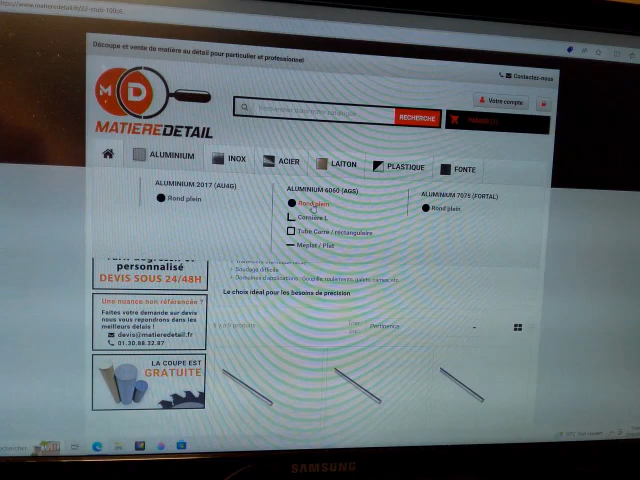 Découpe et vente de matière au détail pour particulier et professionnel
Contactez-nous
MATIEREDETAIL
M D
RECHERCHE
Votre compte
ALUMINIUM
INOX
ACIER
LAITON
PLASTIQUE
FONTE
ALUMINIUM 2017 (AU4G)
Rond plein
ALUMINIUM 6060 (AGS)
Rond plein
Cornière L
Tube Carre / rectangulaire
Meplat / Plat
ALUMINIUM 7075 (FORTAL)
Rond plein
personnalisé
DEVIS SOUS 24/48H
Soudage difficile
Le choix idéal pour les besoins de précision
Une nuance non référencée ?
Faites votre demande sur devis
nous vous repondrons dans les
meilleurs delais !
devis@matieredetail.fr
01.30.88.32.87
Pertinence
LA COUPE EST
GRATUITE
SAMSUNG